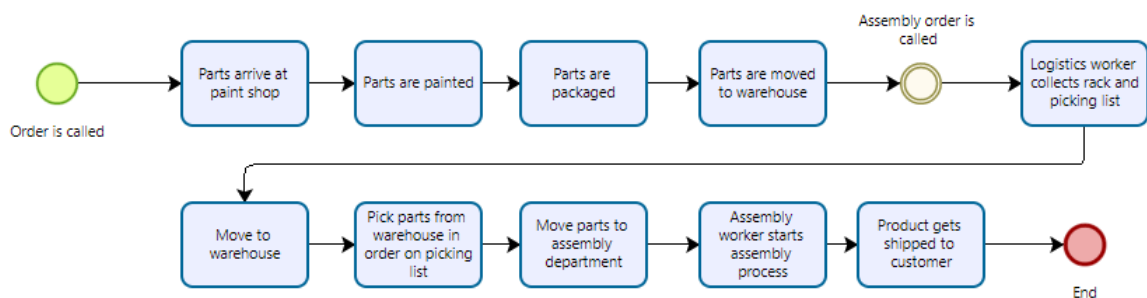 Assembly order is
called
Order is called
Parts arrive at
paint shop
Parts are painted
Parts are
packaged
Parts are moved
to warehouse
Logistics worker
collects rack and
picking list
Move to
warehouse
Pick parts from
warehouse in
order on picking
list
Move parts to
assembly
department
Assembly
worker starts
assembly
process
Product gets
shipped to
customer
End